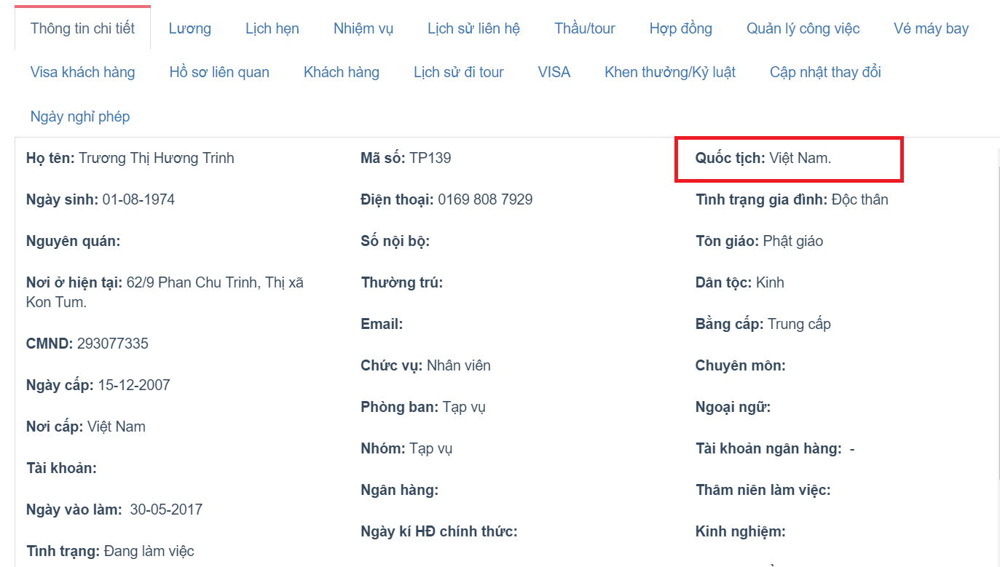 Thông tin chi tiết Lương Lịch hẹn Nhiệm vụ Lịch sử liên hệ Thầu/tour Hợp đồng Quản lý công việc Vé máy bay
Visa khách hàng Hồ sơ liên quan Khách hàng Lịch sử đi tour VISA Khen thưởng/Kỷ luật Cập nhật thay đổi
Ngày nghỉ phép
Họ tên: Trương Thị Hương Trinh
Ngày sinh: 01-08-1974
Nguyên quán:
Nơi ở hiện tại: 62/9 Phan Chu Trinh, Thị xã
Kon Tum.
CMND: 293077335
Ngày cấp: 15-12-2007
Nơi cấp: Việt Nam
Tài khoản:
Ngày vào làm: 30-05-2017
Tình trạng: Đang làm việc
Mã số: TP139
Điện thoại: 0169 808 7929
Số nội bộ:
Thường trú:
Email:
Chức vụ: Nhân viên
Phòng ban: Tạp vụ
Nhóm: Tạp vụ
Ngân hàng:
Ngày kí HĐ chính thức:
Quốc tịch: Việt Nam.
Tình trạng gia đình: Độc thân
Tôn giáo: Phật giáo
Dân tộc: Kinh
Bằng cấp: Trung cấp
Chuyên môn:
Ngoại ngữ:
Tài khoản ngân hàng: -
Thâm niên làm việc:
Kinh nghiệm: